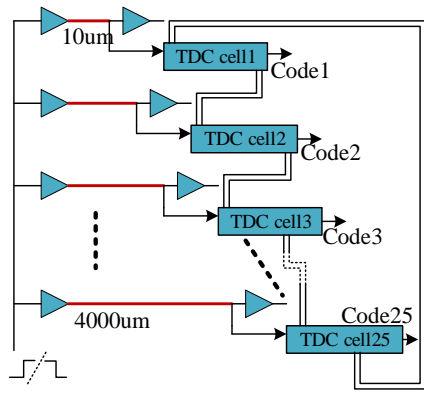 10um
TDC cell1
Code1
TDC cell2
Code2
TDC cell3
Code3
4000um
Code25
TDC cell25